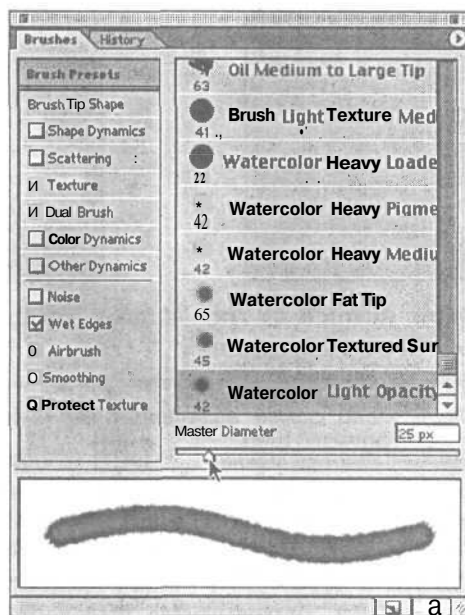 Brushes History
Brush Presets
Brush Tip Shape
Shape Dynamics
Scattering :
И Texture
И Dual Brush
Color Dynamics
Other Dynamics
Noise
Wet Edges
0 Airbrush
O Smoothing
Q Protect Texture
Oil Medium to Large Tip
63
Brush Light Texture Med
41 .,
Watercolor Heavy Loade
22
* Watercolor Heavy Pigme
42
* Watercolor Heavy Mediu
42
Watercolor Fat Tip
65
Watercolor Textured Sur
45
Watercolor Light Opacity
42
Master Diameter 25 px
a